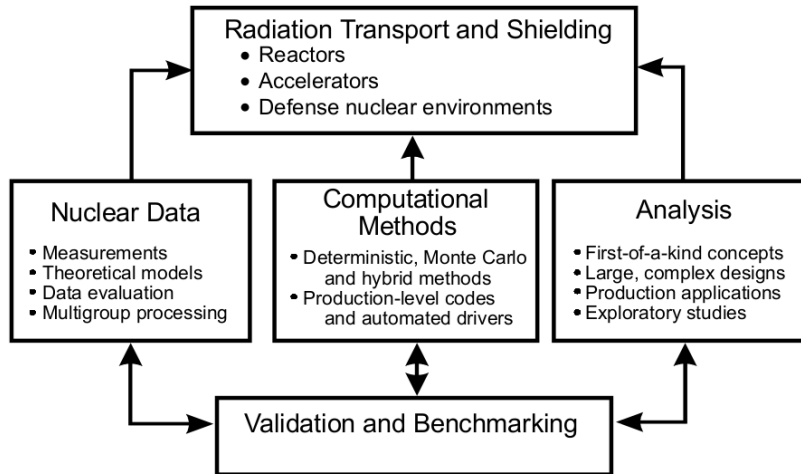 Radiation Transport and Shielding
• Reactors
• Accelerators
• Defense nuclear environments
Nuclear Data
• Measurements
• Theoretical models
• Data evaluation
• Multigroup processing
Computational
Methods
• Deterministic, Monte Carlo
and hybrid methods
• Production-level codes
and automated drivers
Analysis
• First-of-a-kind concepts
• Large, complex designs
• Production applications
• Exploratory studies
Validation and Benchmarking